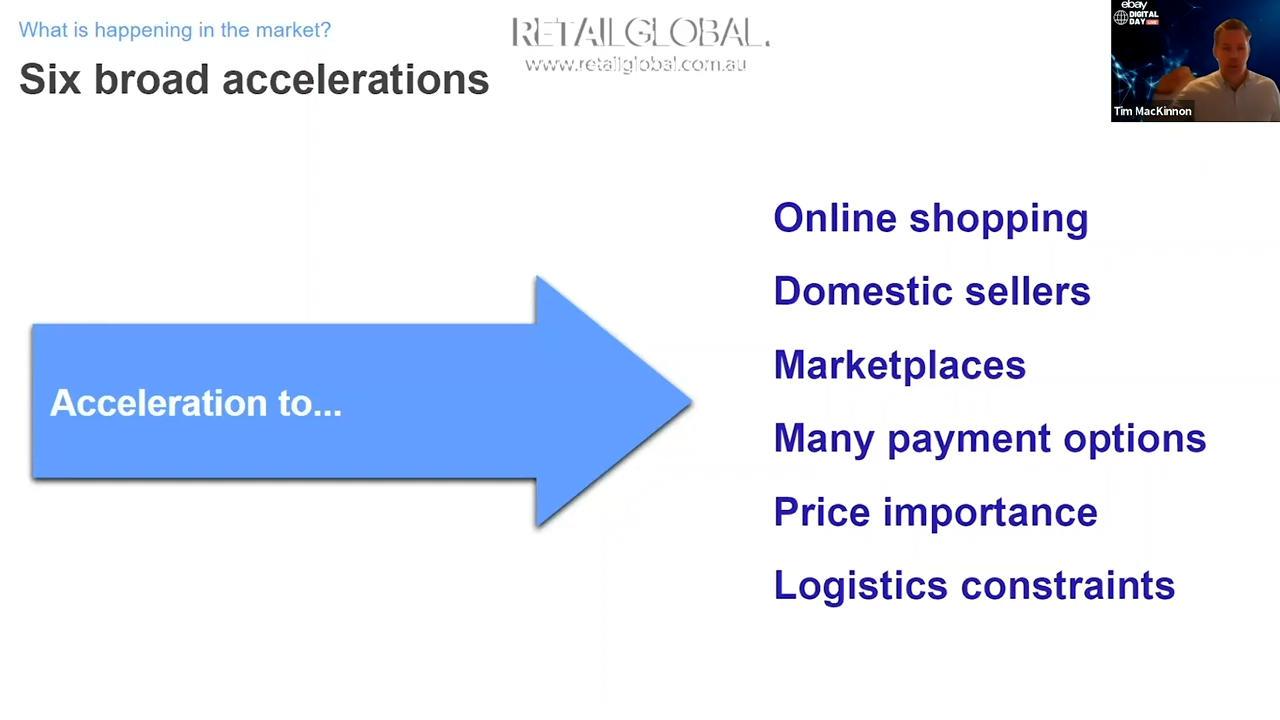 What is happening in the market?
Six broad accelerations
RETAILGLOBAL.
www.retailglobal.com.au
ebay
DIGITAL
DAY LIVE
Tim MacKinnon
Acceleration to...
Online shopping
Domestic sellers
Marketplaces
Many payment options
Price importance
Logistics constraints